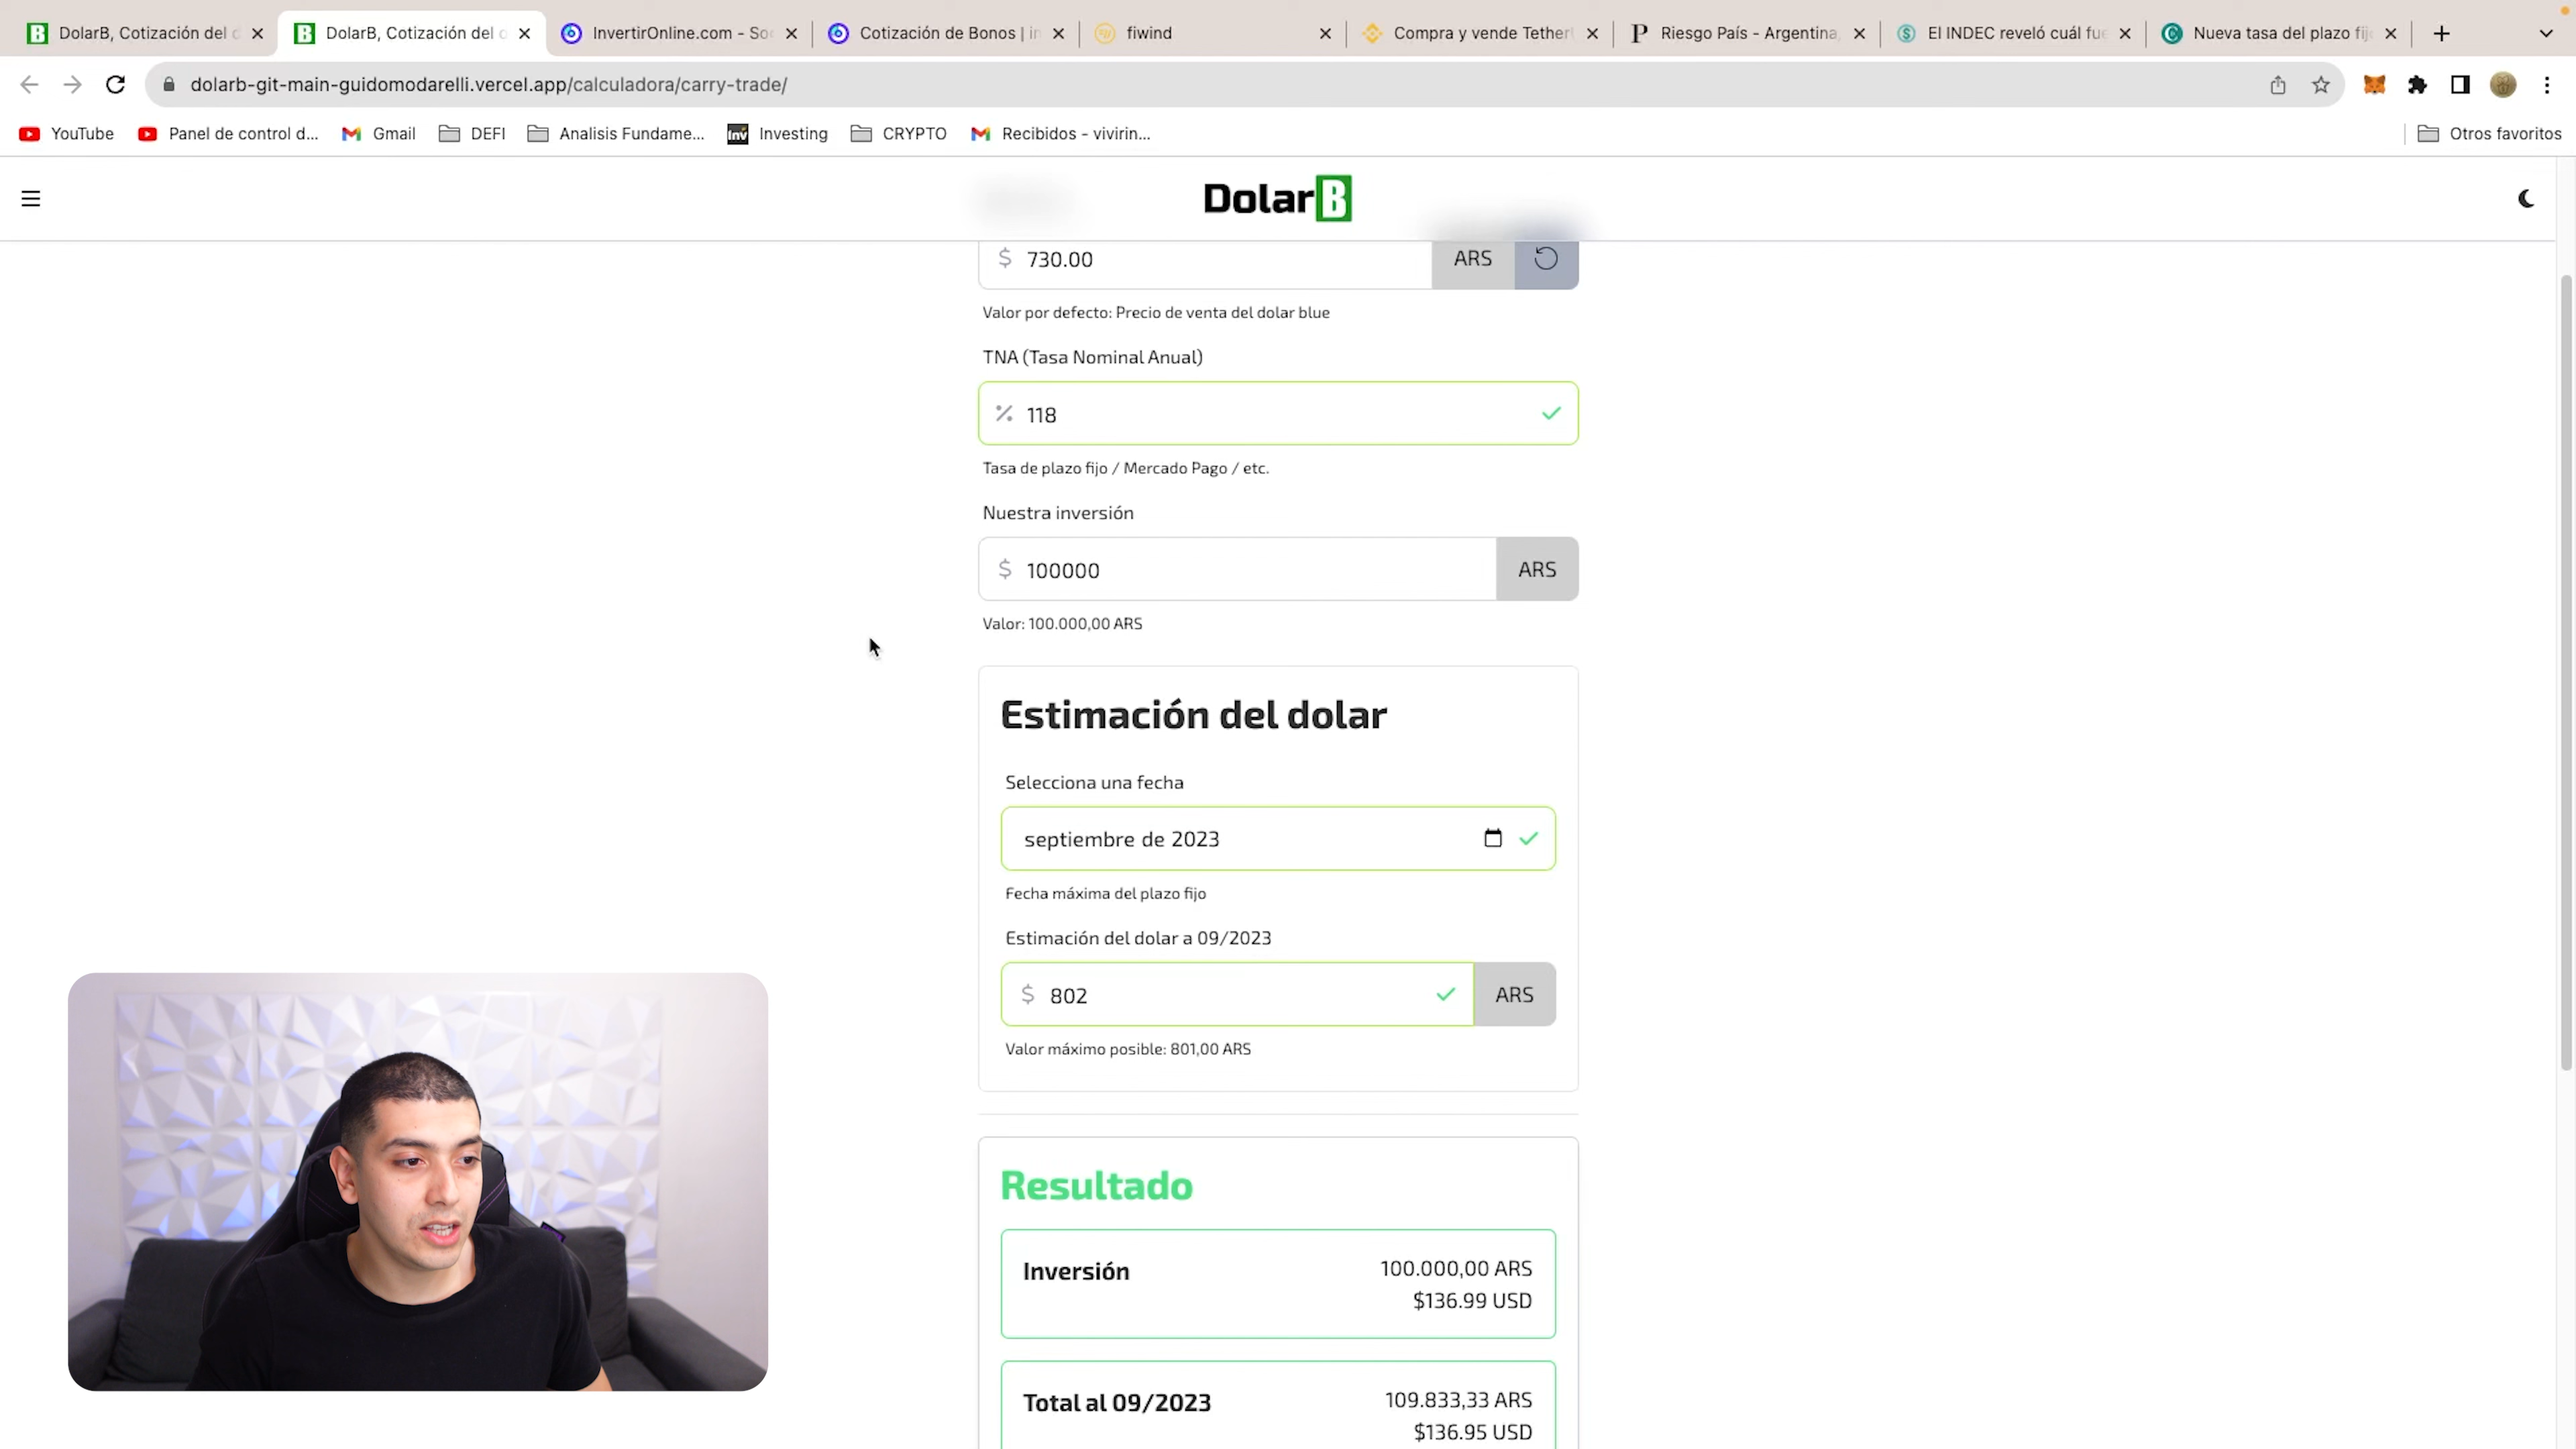 DolarB, Cotización del d
DolarB, Cotización del o
InvertirOnline.com - So
Cotización de Bonos | in
fiwind
Compra y vende Tether
Riesgo País - Argentina,
El INDEC reveló cuál fue
Nueva tasa del plazo fij
dolarb-git-main-guidomodarelli.vercel.app/calculadora/carry-trade/
YouTube
Panel de control d...
Gmail
DEFI
Analisis Fundame...
Investing
CRYPTO
Recibidos - vivirin...
Otros favoritos
DolarB
$ 730.00 ARS
Valor por defecto: Precio de venta del dolar blue
TNA (Tasa Nominal Anual)
% 118
Tasa de plazo fijo / Mercado Pago / etc.
Nuestra inversión
$ 100000 ARS
Valor: 100.000,00 ARS
Estimación del dolar
Selecciona una fecha
septiembre de 2023
Fecha máxima del plazo fijo
Estimación del dolar a 09/2023
$ 802 ARS
Valor máximo posible: 801,00 ARS
Resultado
Inversión 100.000,00 ARS
$136.99 USD
Total al 09/2023 109.833,33 ARS
$136.95 USD